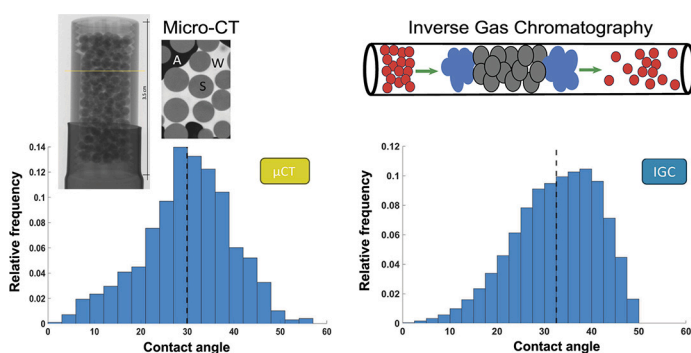 Micro-CT
A
W
S
3.5 cm
Inverse Gas Chromatography
0.14
0.12
0.1
0.08
0.06
0.04
0.02
0
Relative frequency
0 10 20 30 40 50 60
Contact angle
µCT
0.12
0.1
0.08
0.06
0.04
0.02
0
Relative frequency
0 10 20 30 40 50 60
Contact angle
IGC